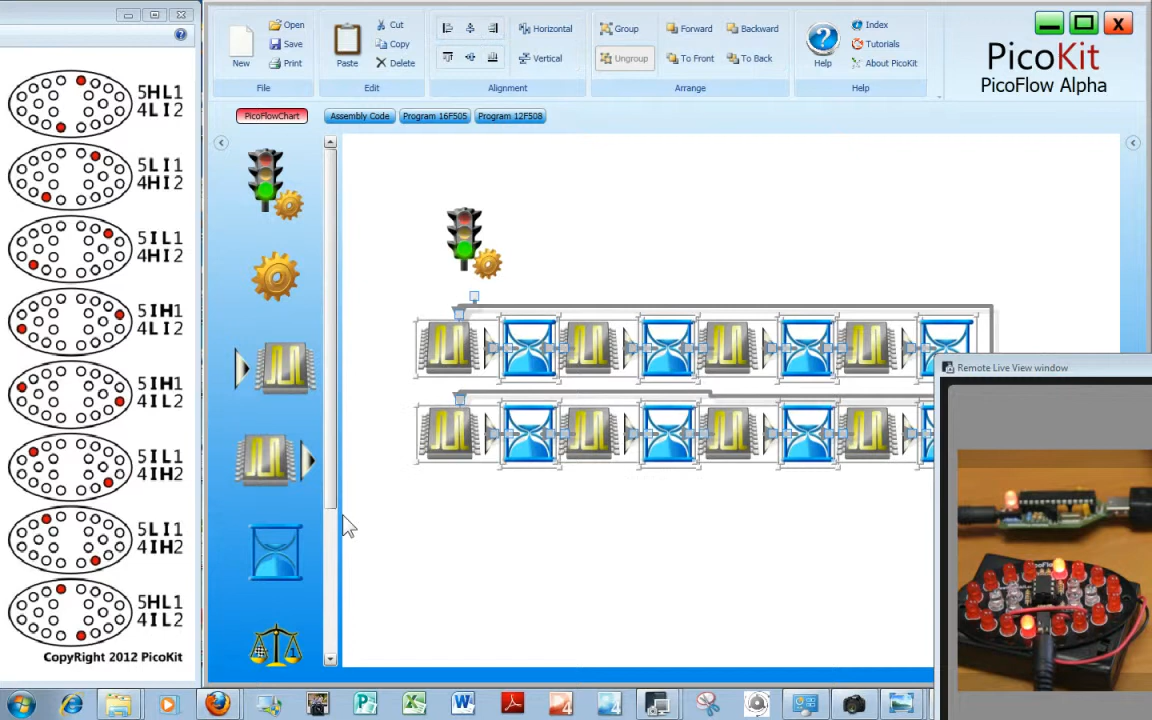 5HL1
4LI2
5LI1
4HI2
5IL1
4HI2
5IH1
4LI2
5IH1
4IL2
5IL1
4IH2
5LI1
4IH2
5HL1
4IL2
CopyRight 2012 PicoKit
New
Open
Save
Print
File
Paste
Cut
Copy
Delete
Edit
Horizontal
Vertical
Alignment
Group
Ungroup
Forward
Backward
To Front
To Back
Arrange
Help
Index
Tutorials
About PicoKit
Help
PicoKit
PicoFlow Alpha
PicoFlowChart
Assembly Code
Program 16F505
Program 12F508
Remote Live View window